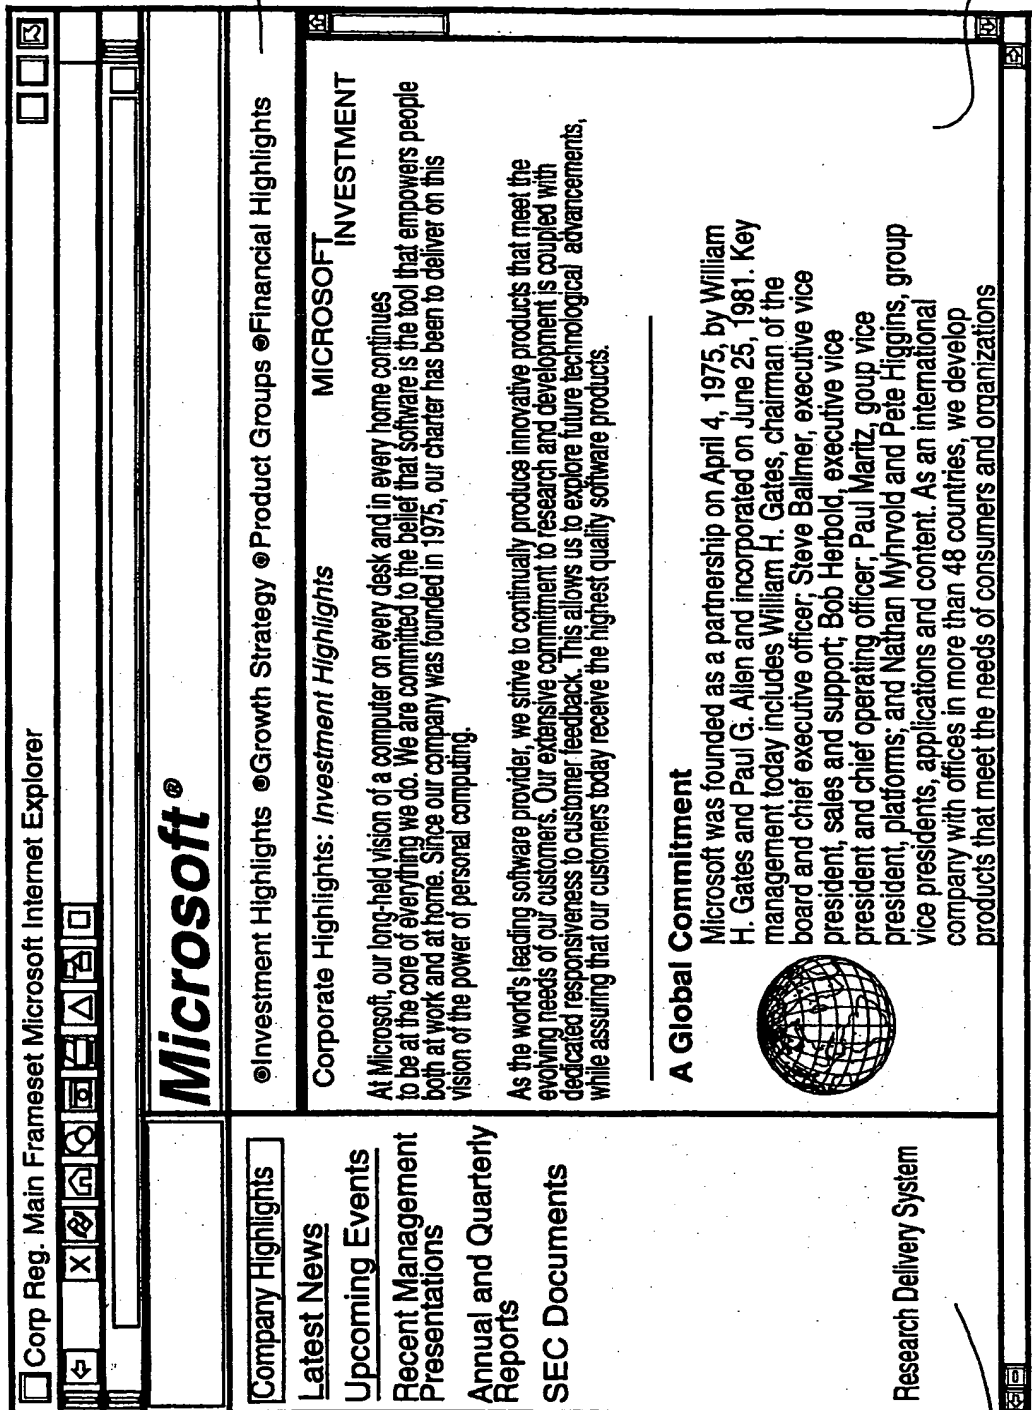 Corp Reg. Main Frameset Microsoft Internet Explorer
X
Microsoft®
Company Highlights
Latest News
Upcoming Events
Recent Management
Presentations
Annual and Quarterly
Reports
SEC Documents
Research Delivery System
Investment Highlights Growth Strategy Product Groups Financial Highlights
Corporate Highlights: Investment Highlights
MICROSOFT
INVESTMENT
At Microsoft, our long-held vision of a computer on every desk and in every home continues
to be at the core of everything we do. We are committed to the belief that software is the tool that empowers people
both at work and at home. Since our company was founded in 1975, our charter has been to deliver on this
vision of the power of personal computing.
As the world's leading software provider, we strive to continually produce innovative products that meet the
evolving needs of our customers. Our extensive commitment to research and development is coupled with
dedicated responsiveness to customer feedback. This allows us to explore future technological advancements,
while assuring that our customers today receive the highest quality software products.
A Global Commitment
Microsoft was founded as a partnership on April 4, 1975, by William
H. Gates and Paul G. Allen and incorporated on June 25, 1981. Key
management today includes William H. Gates, chairman of the
board and chief executive officer; Steve Ballmer, executive vice
president, sales and support; Bob Herbold, executive vice
president and chief operating officer; Paul Maritz, goup vice
president, platforms; and Nathan Myhrvold and Pete Higgins, group
vice presidents, applications and content. As an international
company with offices in more than 48 countries, we develop
products that meet the needs of consumers and organizations